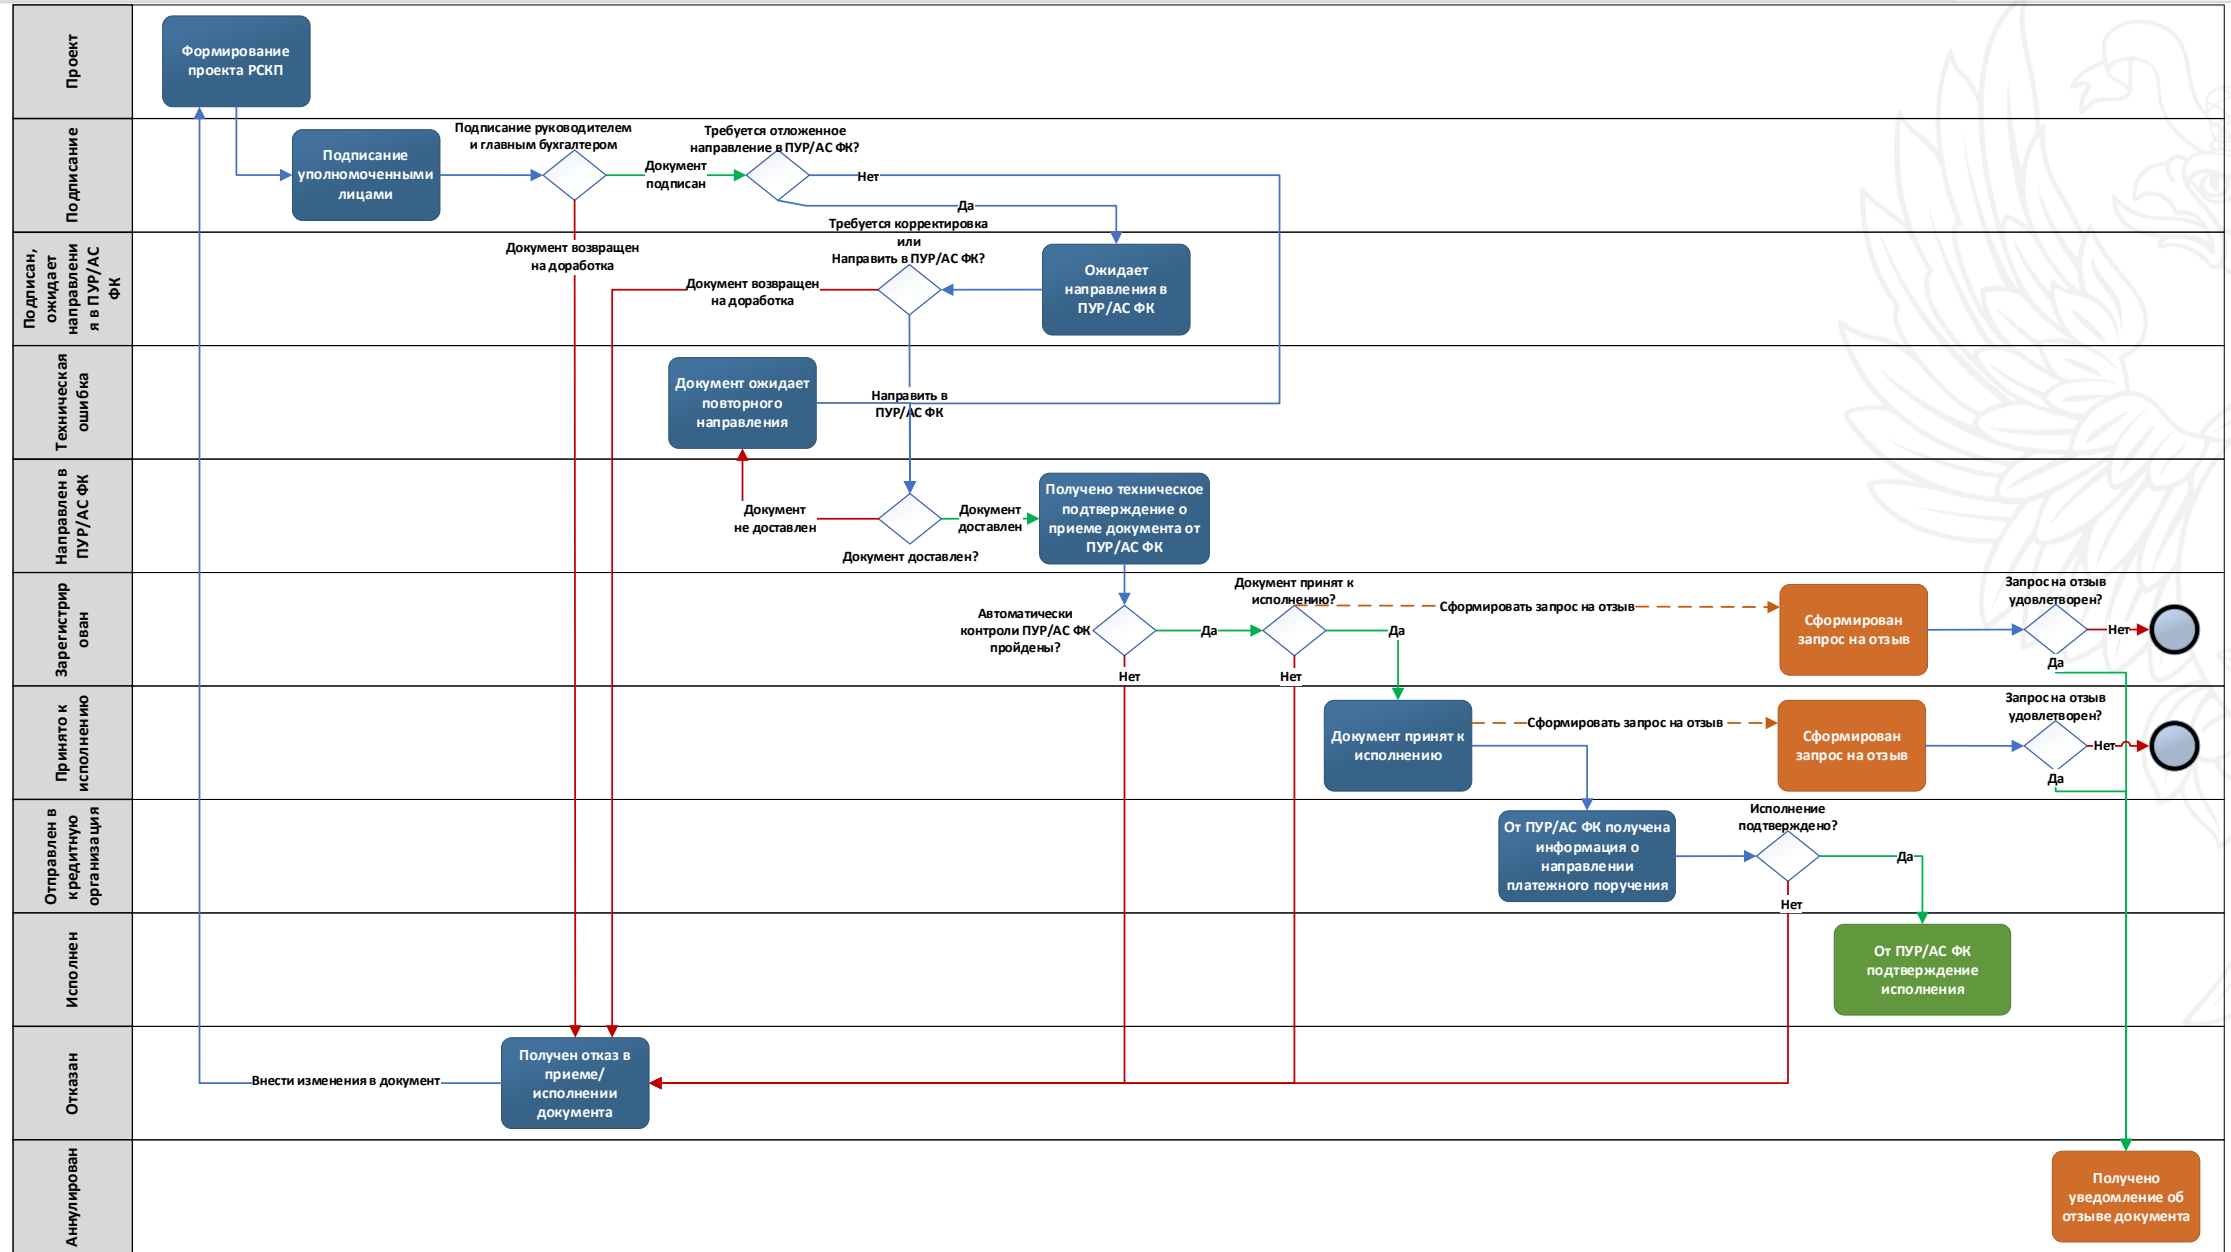 Проект
Формирование
проекта РСКП
Подписание
Подписание
уполномоченными
лицами
Подписание руководителем
и главным бухгалтером
Документ
подписан
Требуется отложенное
направление в ПУР/АС ФК?
Нет
Да
Подписан,
ожидает
направлени
я в ПУР/АС
ФК
Документ возвращен
на доработка
Документ возвращен
на доработка
Требуется корректировка
или
Направить в ПУР/АС ФК?
Ожидает
направления в
ПУР/АС ФК
Техническая
ошибка
Документ ожидает
повторного
направления
Направить в
ПУР/АС ФК
Направлен в
ПУР/АС ФК
Документ
не доставлен
Документ
доставлен
Документ доставлен?
Получено техническое
подтверждение о
приеме документа от
ПУР/АС ФК
Зарегистрир
ован
Автоматически
контроли ПУР/АС ФК
пройдены?
Да
Нет
Документ принят к
исполнению?
Да
Нет
Сформировать запрос на отзыв
Сформирован
запрос на отзыв
Запрос на отзыв
удовлетворен?
Нет
Да
Принято к
исполнению
Документ принят к
исполнению
Сформировать запрос на отзыв
Сформирован
запрос на отзыв
Запрос на отзыв
удовлетворен?
Нет
Да
Отправлен в
кредитную
организация
От ПУР/АС ФК получена
информация о
направлении
платежного поручения
Исполнение
подтверждено?
Да
Нет
Исполнен
От ПУР/АС ФК
подтверждение
исполнения
Отказан
Внести изменения в документ
Получен отказ в
приеме/
исполнении
документа
Аннулирован
Получено
уведомление об
отзыве документа